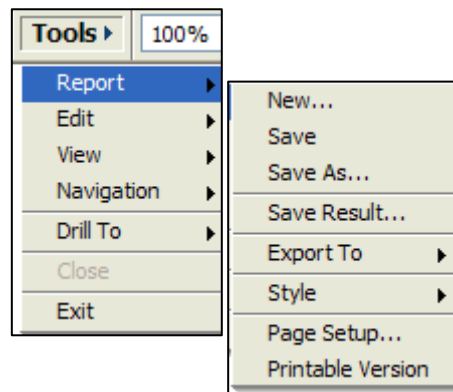 Tools
100%
Report
Edit
View
Navigation
Drill To
Close
Exit
New...
Save
Save As...
Save Result...
Export To
Style
Page Setup...
Printable Version